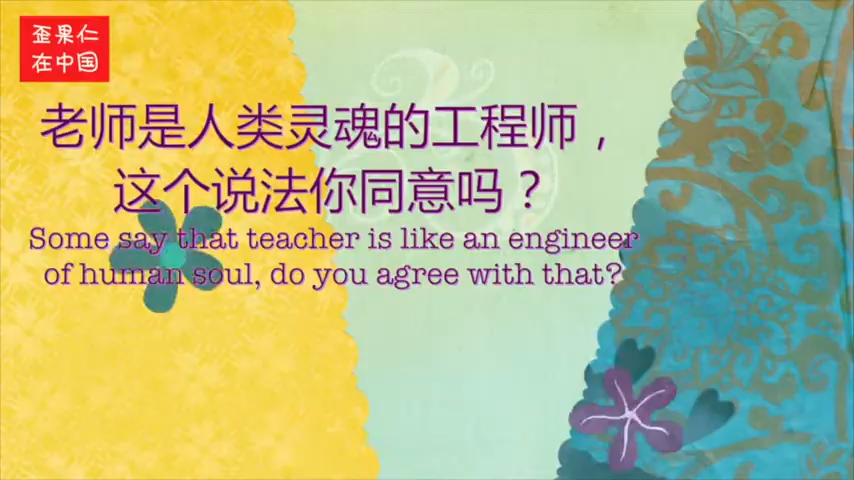 歪果仁
在中国
老师是人类灵魂的工程师，
这个说法你同意吗？
Some say that teacher is like an engineer
of human soul, do you agree with that?